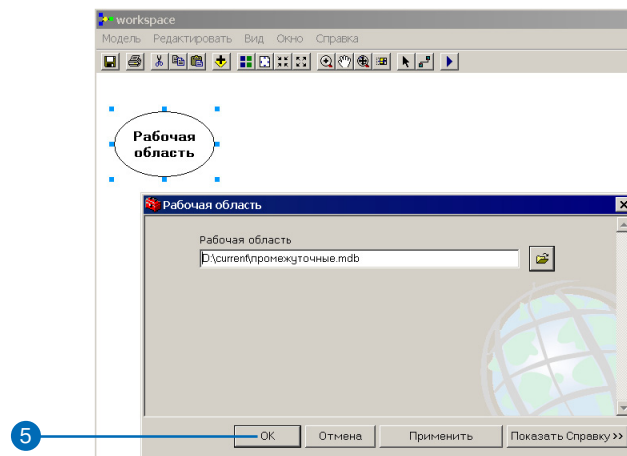 workspace
Модель Редактировать Вид Окно Справка
Рабочая
область
Рабочая область
Рабочая область
D:\current\промежуточные.mdb
5
OK Отмена Применить Показать Справку >>